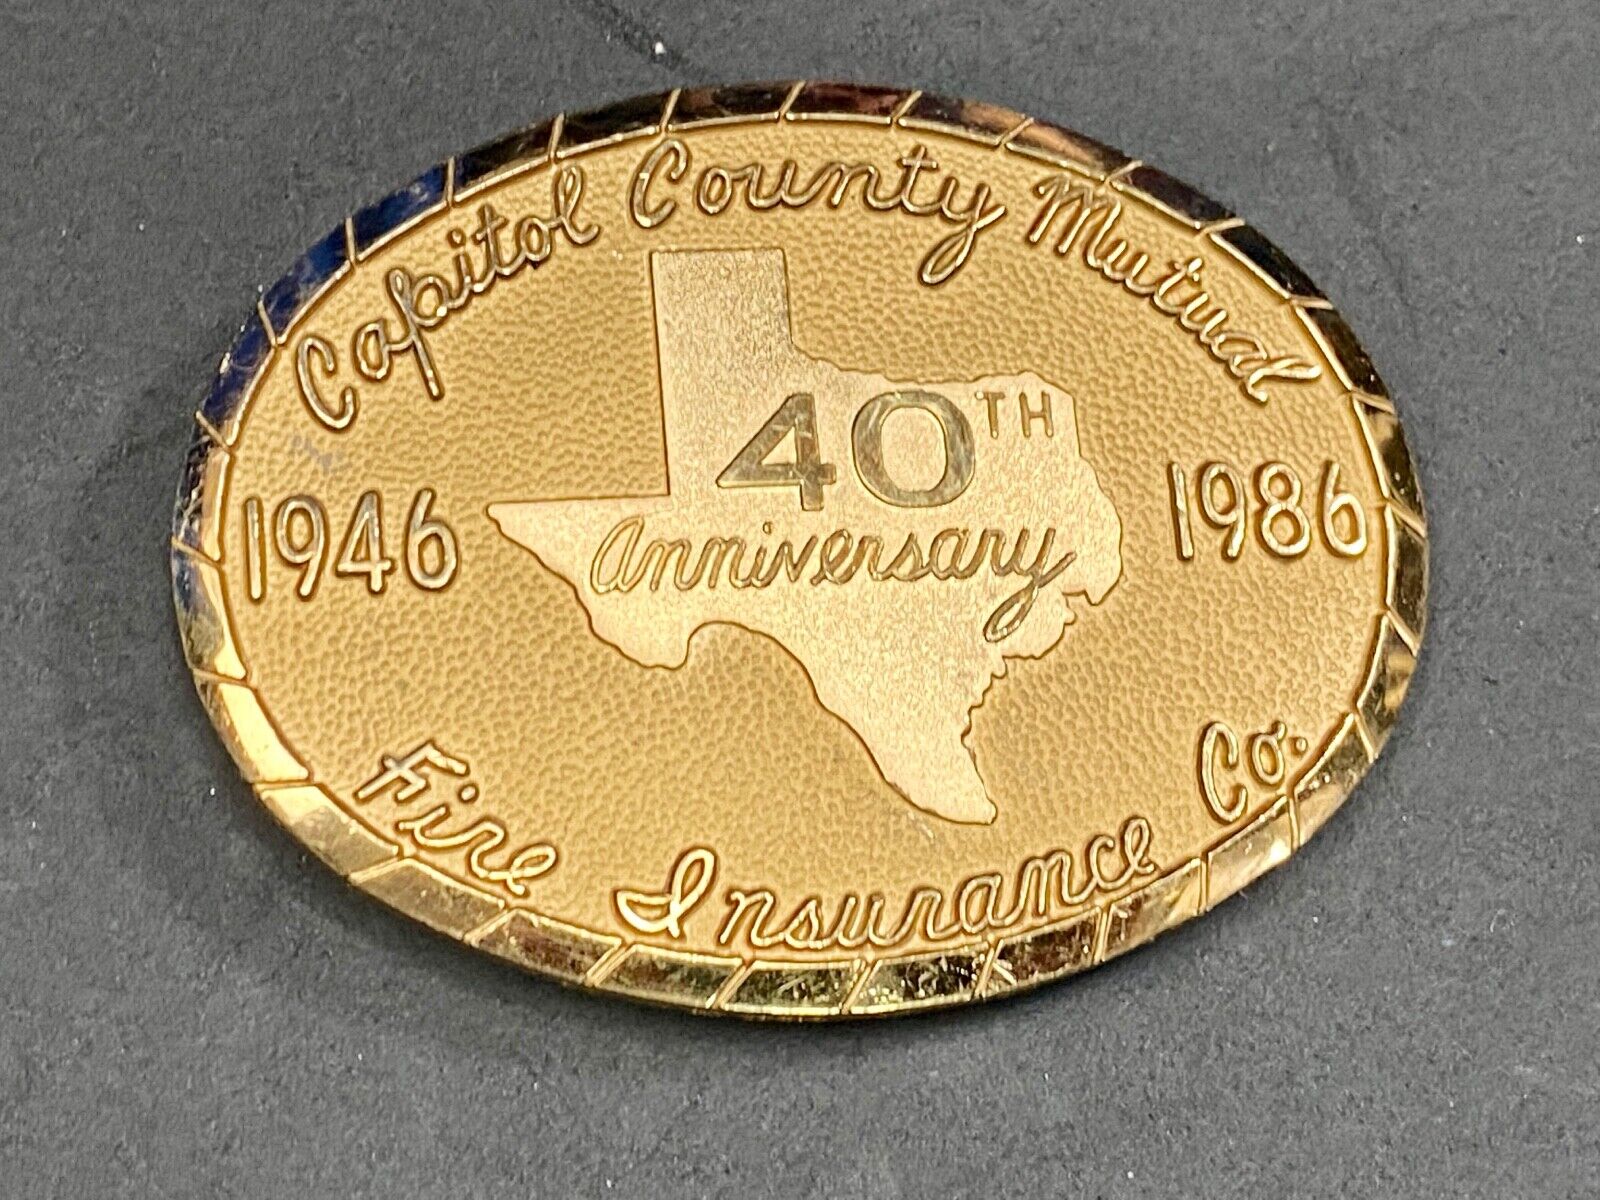 Capitol County Mutual
40TH
Anniversary
1946
1986
Fire Insurance Co.